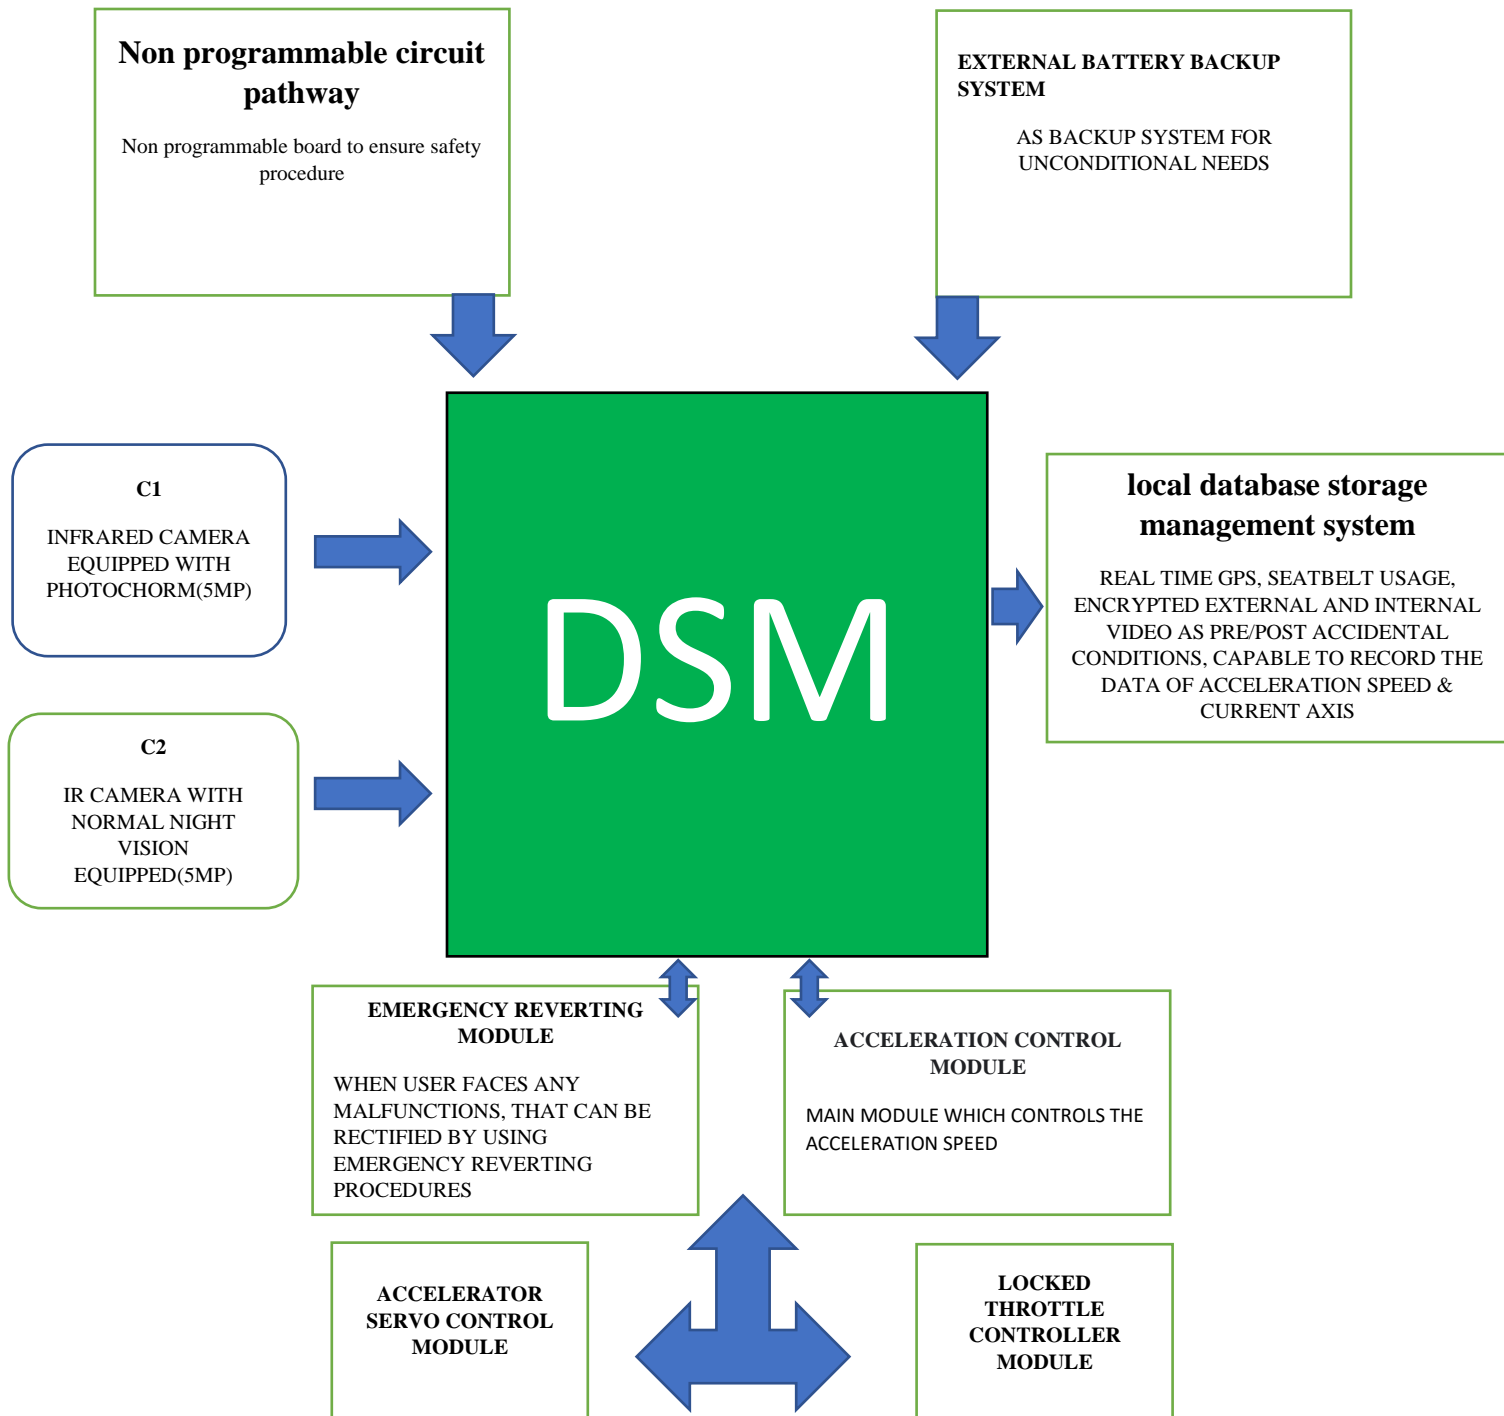 Non programmable circuit
pathway
Non programmable board to ensure safety
procedure
EXTERNAL BATTERY BACKUP
SYSTEM
AS BACKUP SYSTEM FOR
UNCONDITIONAL NEEDS
C1
INFRARED CAMERA
EQUIPPED WITH
PHOTOCHORM(5MP)
DSM
local database storage
management system
REAL TIME GPS, SEATBELT USAGE,
ENCRYPTED EXTERNAL AND INTERNAL
VIDEO AS PRE/POST ACCIDENTAL
CONDITIONS, CAPABLE TO RECORD THE
DATA OF ACCELERATION SPEED &
CURRENT AXIS
C2
IR CAMERA WITH
NORMAL NIGHT
VISION
EQUIPPED(5MP)
EMERGENCY REVERTING
MODULE
WHEN USER FACES ANY
MALFUNCTIONS, THAT CAN BE
RECTIFIED BY USING
EMERGENCY REVERTING
PROCEDURES
ACCELERATION CONTROL
MODULE
MAIN MODULE WHICH CONTROLS THE
ACCELERATION SPEED
ACCELERATOR
SERVO CONTROL
MODULE
LOCKED
THROTTLE
CONTROLLER
MODULE